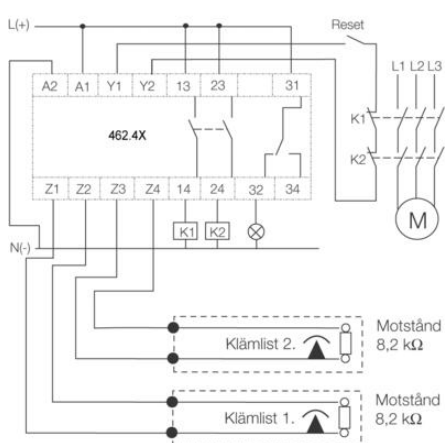 L(+)
Reset
A2 A1 Y1 Y2 13 23 31
L1 L2 L3
462.4X
K1
K2
Z1 Z2 Z3 Z4 14 24 32 34
K1 K2
M
N(-)
Klämlist 2.
Motstånd
8,2 kΩ
Klämlist 1.
Motstånd
8,2 kΩ